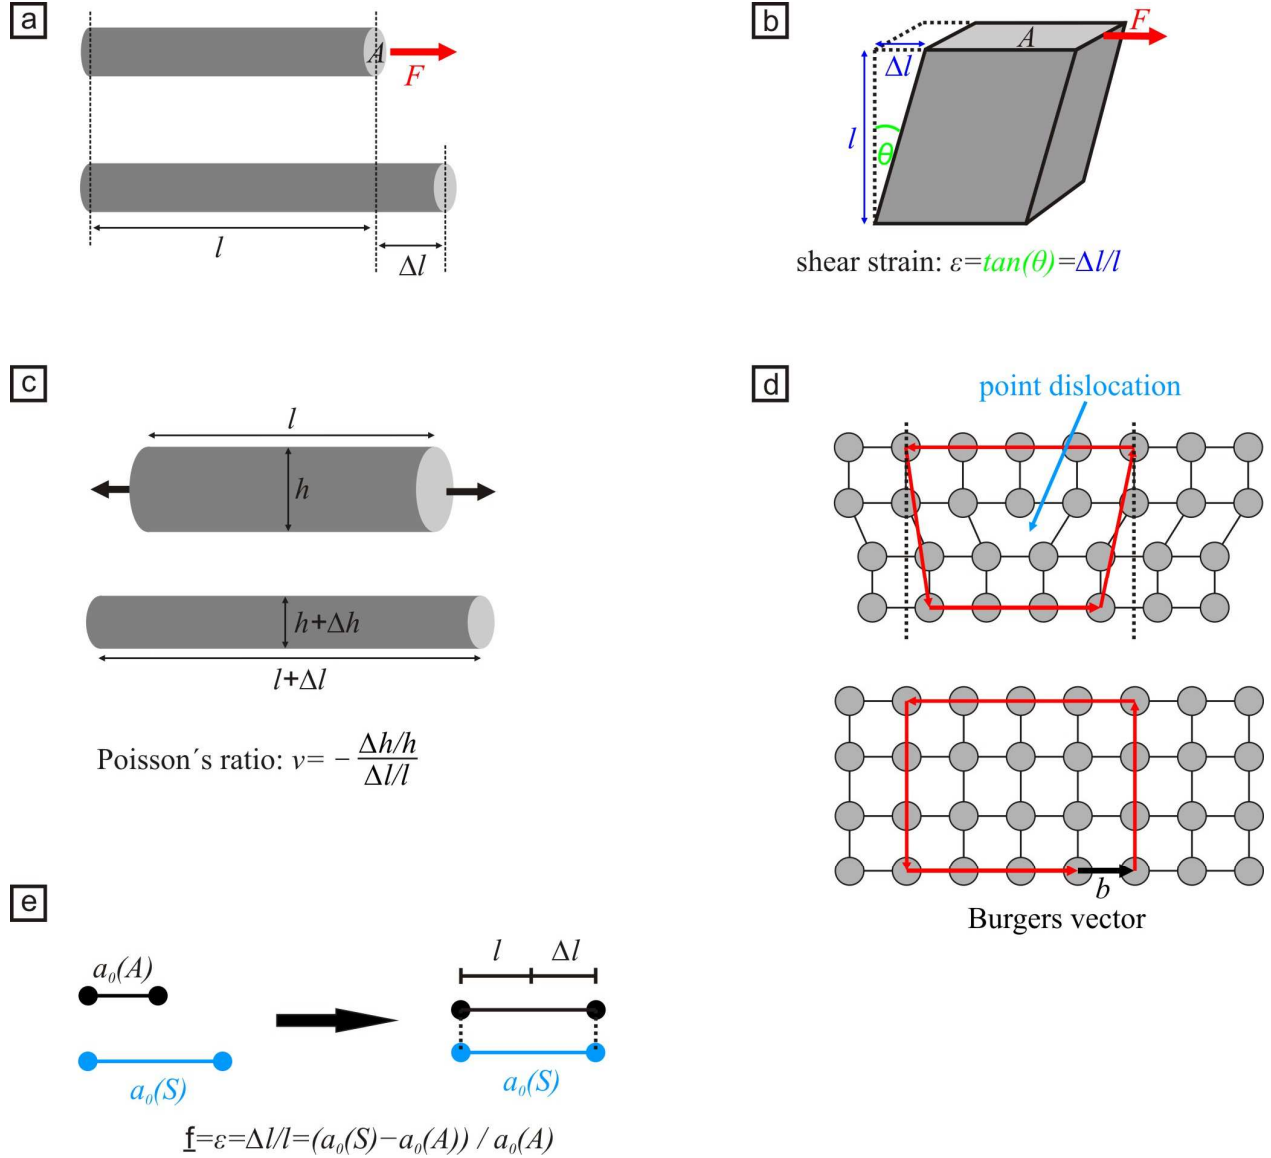 a
A
F
l
Δl
b
A
F
Δl
l
θ
shear strain: ε=tan(θ)=Δl/l
c
l
h
h+Δh
l+Δl
Poisson´s ratio: ν= − Δh/h
Δl/l
d
point dislocation
b
Burgers vector
e
a₀(A)
l Δl
a₀(S)
a₀(S)
f=ε=Δl/l=(a₀(S)−a₀(A)) / a₀(A)